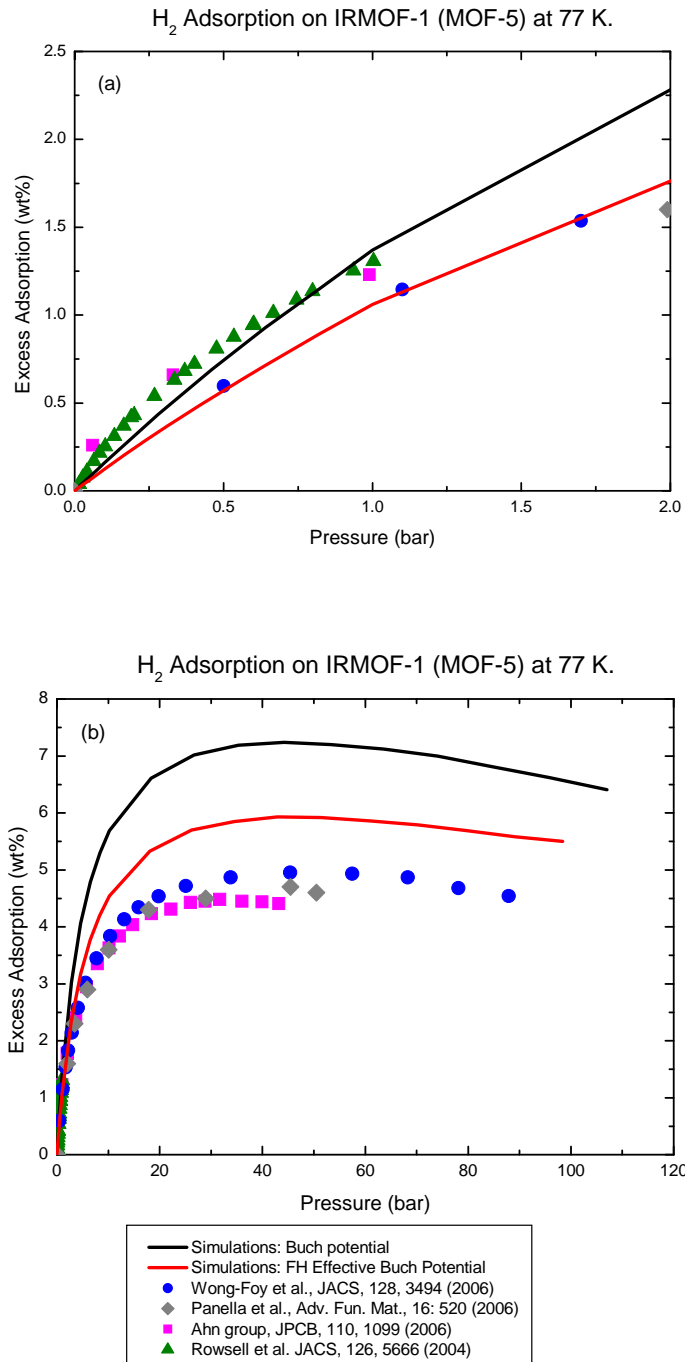 H2 Adsorption on IRMOF-1 (MOF-5) at 77 K.
(a)
Excess Adsorption (wt%)
2.5
2.0
1.5
1.0
0.5
0.0
0.0 0.5 1.0 1.5 2.0
Pressure (bar)
H2 Adsorption on IRMOF-1 (MOF-5) at 77 K.
(b)
Excess Adsorption (wt%)
8
7
6
5
4
3
2
1
0
0 20 40 60 80 100 120
Pressure (bar)
Simulations: Buch potential
Simulations: FH Effective Buch Potential
Wong-Foy et al., JACS, 128, 3494 (2006)
Panella et al., Adv. Fun. Mat., 16: 520 (2006)
Ahn group, JPCB, 110, 1099 (2006)
Rowsell et al. JACS, 126, 5666 (2004)